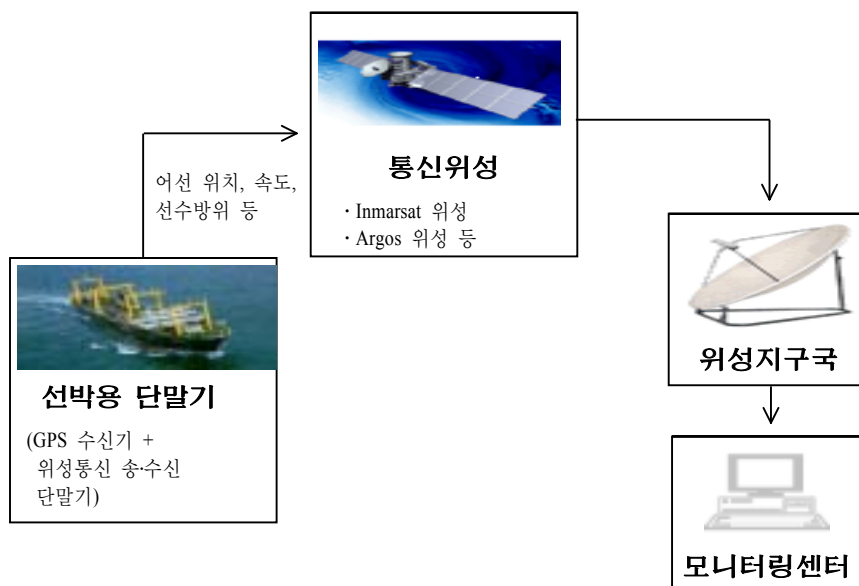 통신위성
· Inmarsat 위성
· Argos 위성 등
어선 위치, 속도,
선수방위 등
선박용 단말기
(GPS 수신기 +
위성통신 송·수신
단말기)
위성지구국
모니터링센터